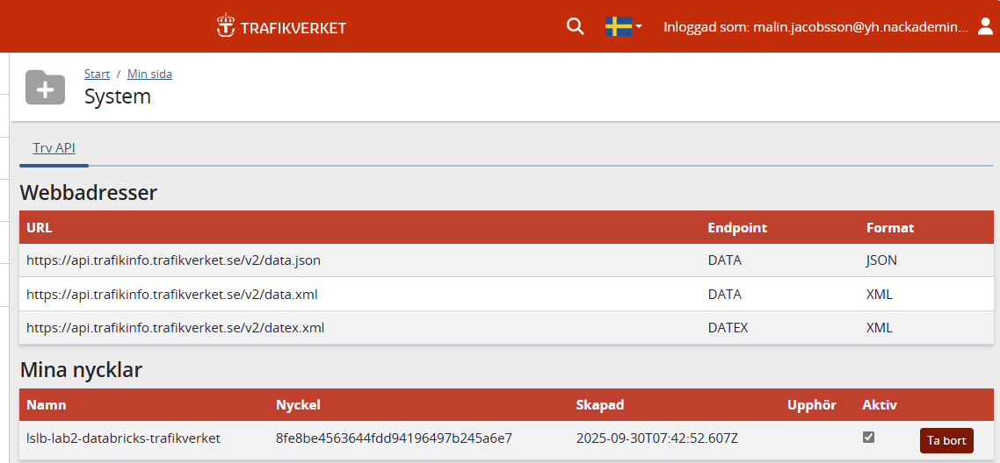 TRAFIKVERKET
Inloggad som: malin.jacobsson@yh.nackademin...
Start / Min sida
System
Trv API
Webbadresser
URL Endpoint Format
https://api.trafikinfo.trafikverket.se/v2/data.json DATA JSON
https://api.trafikinfo.trafikverket.se/v2/data.xml DATA XML
https://api.trafikinfo.trafikverket.se/v2/datex.xml DATEX XML
Mina nycklar
Namn Nyckel Skapad Upphör Aktiv
lslb-lab2-databricks-trafikverket 8fe8be4563644fdd94196497b245a6e7 2025-09-30T07:42:52.607Z Ta bort